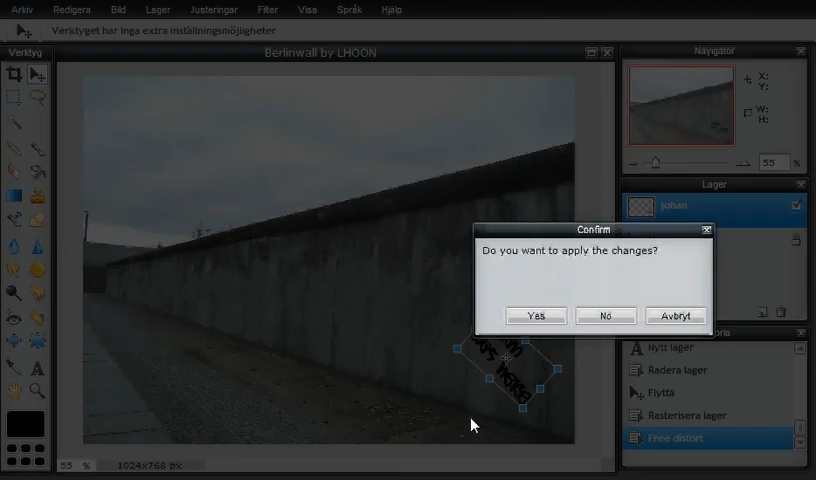 Arkiv Redigera Bild Lager Justeringar Filter Visa Språk Hjälp
Verktyget har inga extra inställningsmöjligheter
Verktyg
Berlinwall by LHOON
Navigator
X:
Y:
W:
H:
55 %
Lager
johan
Confirm
Do you want to apply the changes?
Yes No Avbryt
oria
Nytt lager
Radera lager
Flytta
Rasterisera lager
Free distort
55 % 1024x768 px